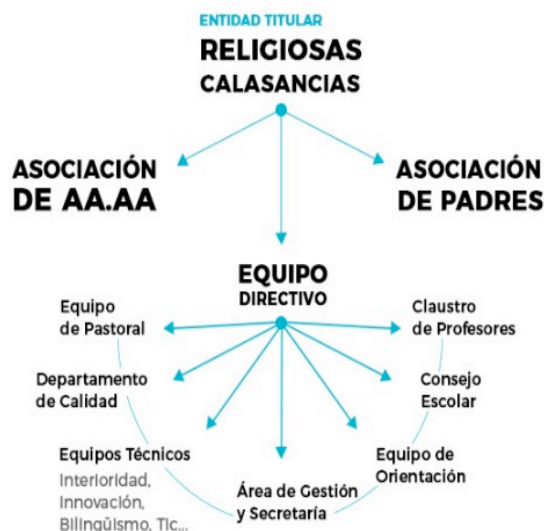 ENTIDAD TITULAR
RELIGIOSAS
CALASANCIAS
ASOCIACIÓN
DE AA.AA
ASOCIACIÓN
DE PADRES
EQUIPO
DIRECTIVO
Equipo
de Pastoral
Claustro
de Profesores
Departamento
de Calidad
Consejo
Escolar
Equipos Técnicos
Interioridad,
Innovación,
Bilingüismo, Tic...
Equipo de
Orientación
Área de Gestión
y Secretaría